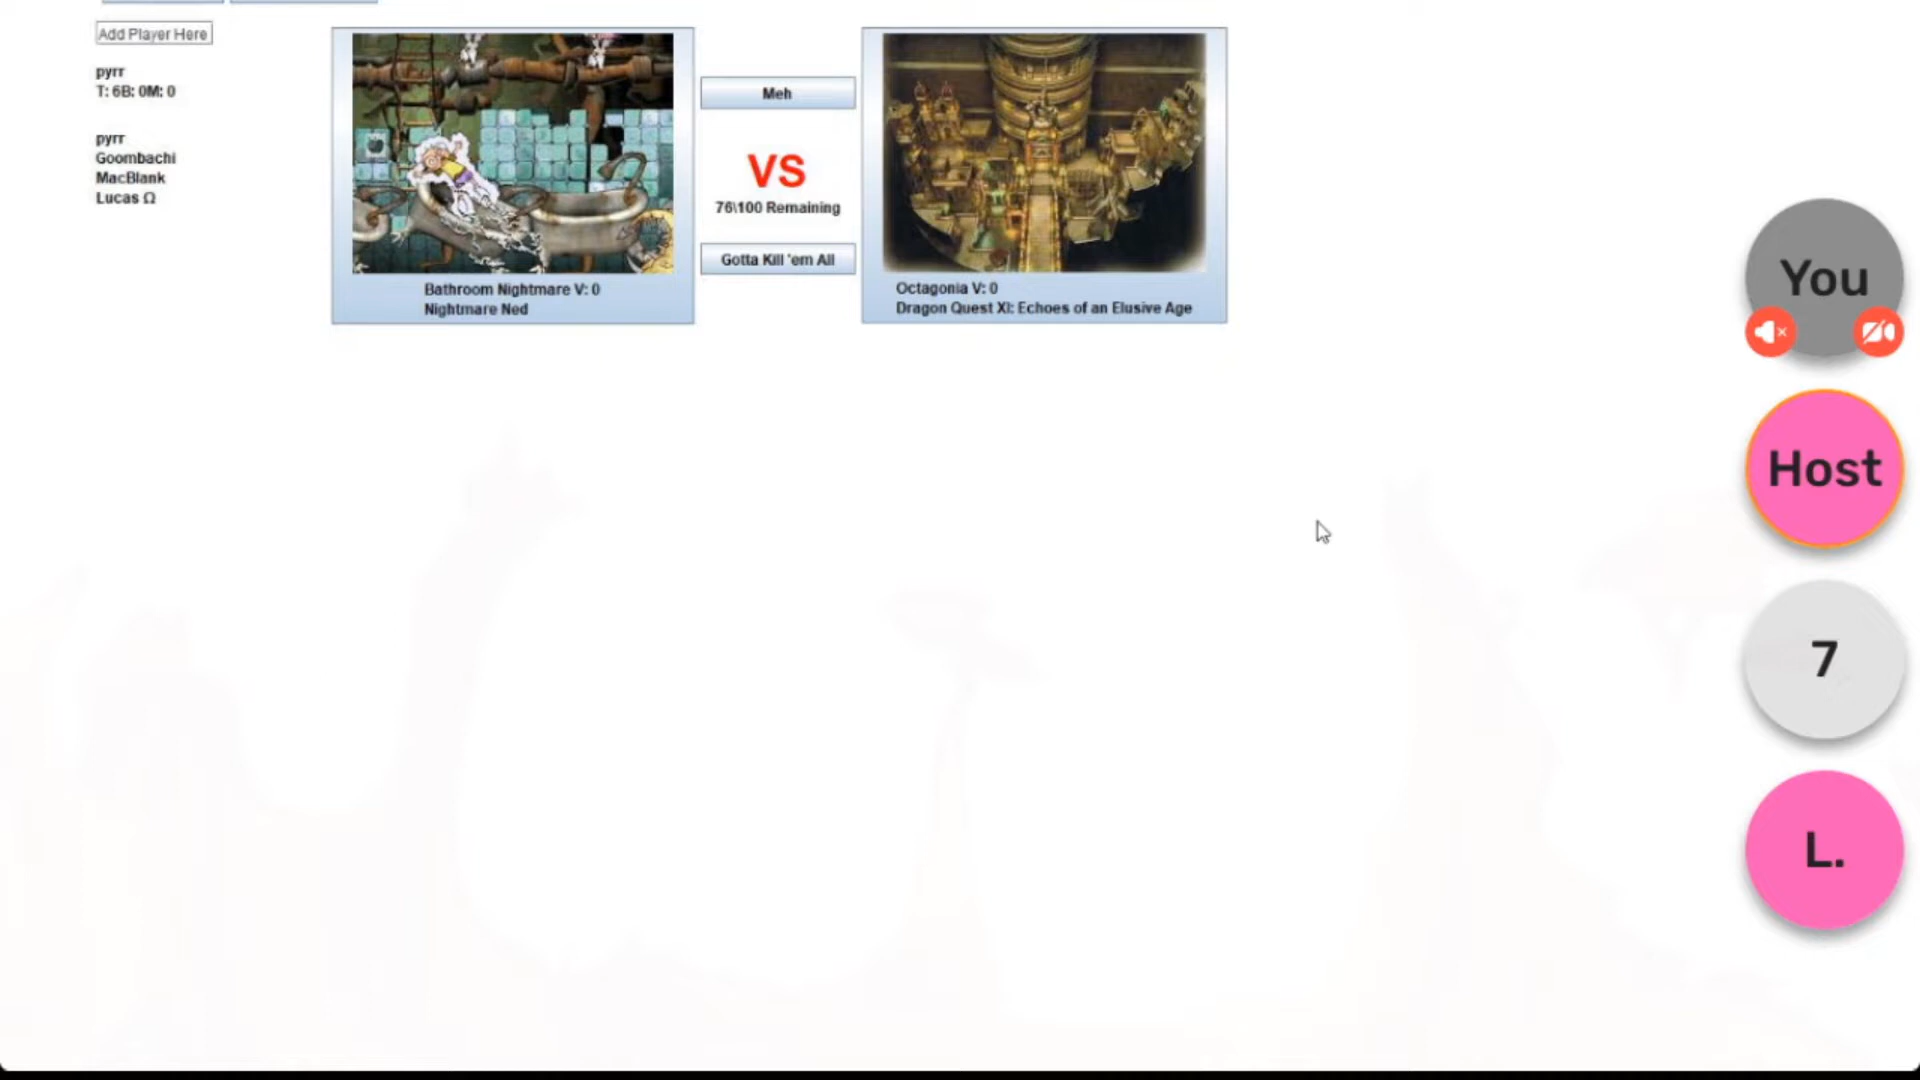 Add Player Here
pyrr
T: 6B: 0M: 0
pyrr
Goombachi
MacBlank
Lucas Ω
Bathroom Nightmare V: 0
Nightmare Ned
Meh
VS
76\100 Remaining
Gotta Kill 'em All
Octagonia V: 0
Dragon Quest XI: Echoes of an Elusive Age
You
Host
7
L.